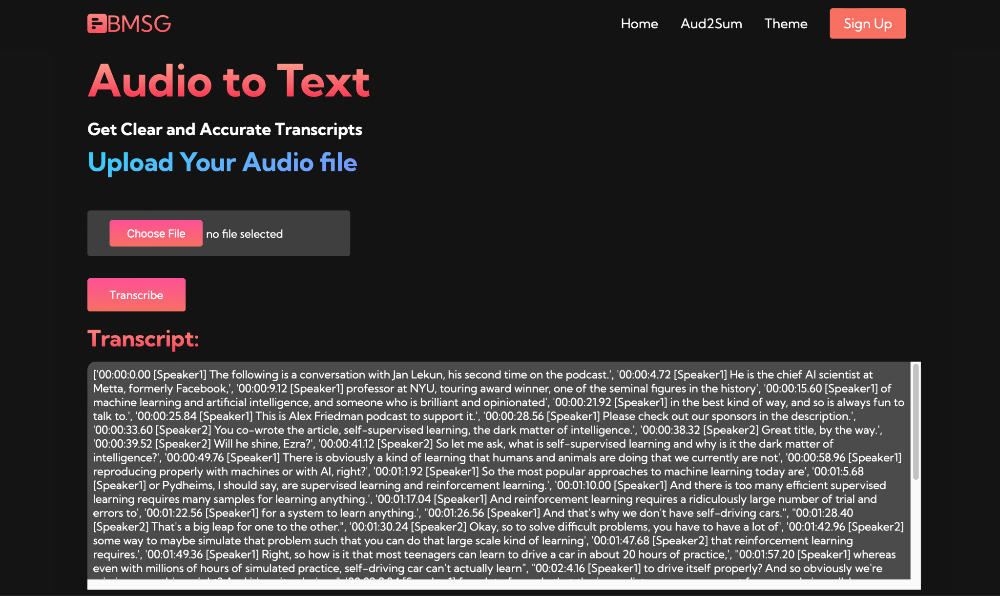 BMSG
Home
Aud2Sum
Theme
Sign Up
Audio to Text
Get Clear and Accurate Transcripts
Upload Your Audio file
Choose File no file selected
Transcribe
Transcript:
['00:00:0.00 [Speaker1] The following is a conversation with Jan Lekun, his second time on the podcast.', '00:00:4.72 [Speaker1] He is the chief AI scientist at
Metta, formerly Facebook,', '00:00:9.12 [Speaker1] professor at NYU, touring award winner, one of the seminal figures in the history', '00:00:15.60 [Speaker1] of
machine learning and artificial intelligence, and someone who is brilliant and opinionated', '00:00:21.92 [Speaker1] in the best kind of way, and so is always fun to
talk to.', '00:00:25.84 [Speaker1] This is Alex Friedman podcast to support it.', '00:00:28.56 [Speaker1] Please check out our sponsors in the description.',
'00:00:33.60 [Speaker2] You co-wrote the article, self-supervised learning, the dark matter of intelligence.', '00:00:38.32 [Speaker2] Great title, by the way.',
'00:00:39.52 [Speaker2] Will he shine, Ezra?', '00:00:41.12 [Speaker2] So let me ask, what is self-supervised learning and why is it the dark matter of
intelligence?', '00:00:49.76 [Speaker1] There is obviously a kind of learning that humans and animals are doing that we currently are not', '00:00:58.96 [Speaker1]
reproducing properly with machines or with AI, right?', '00:01:1.92 [Speaker1] So the most popular approaches to machine learning today are', '00:01:5.68
[Speaker1] or Pydheims, I should say, are supervised learning and reinforcement learning.', '00:01:10.00 [Speaker1] And there is too many efficient supervised
learning requires many samples for learning anything.', '00:01:17.04 [Speaker1] And reinforcement learning requires a ridiculously large number of trial and
errors to', '00:01:22.56 [Speaker1] for a system to learn anything.', "00:01:26.56 [Speaker1] And that's why we don't have self-driving cars.", "00:01:28.40
[Speaker2] That's a big leap for one to the other.", '00:01:30.24 [Speaker2] Okay, so to solve difficult problems, you have to have a lot of', '00:01:42.96 [Speaker2]
some way to maybe simulate that problem such that you can do that large scale kind of learning', '00:01:47.68 [Speaker2] that reinforcement learning
requires.', '00:01:49.36 [Speaker1] Right, so how is it that most teenagers can learn to drive a car in about 20 hours of practice,', "00:01:57.20 [Speaker1] whereas
even with millions of hours of simulated practice, self-driving car can't actually learn", "00:02:4.16 [Speaker1] to drive itself properly? And so obviously we're